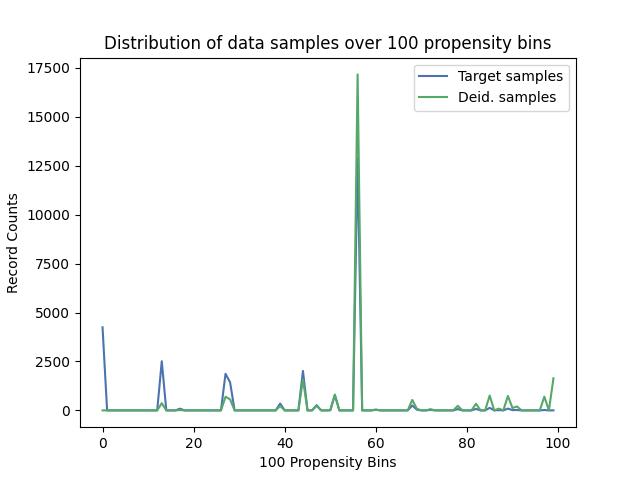 Distribution of data samples over 100 propensity bins
Target samples
Deid. samples
17500
15000
12500
10000
7500
5000
2500
0
Record Counts
0 20 40 60 80 100
100 Propensity Bins